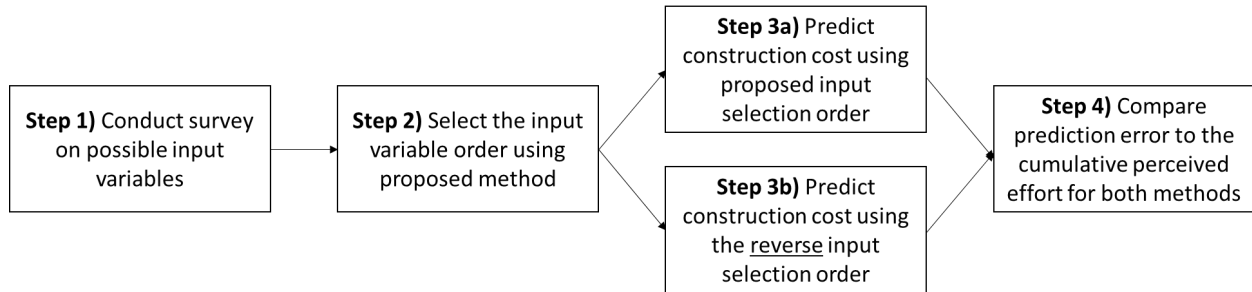 Step 1) Conduct survey
on possible input
variables
Step 2) Select the input
variable order using
proposed method
Step 3a) Predict
construction cost using
proposed input
selection order
Step 3b) Predict
construction cost using
the reverse input
selection order
Step 4) Compare
prediction error to the
cumulative perceived
effort for both methods